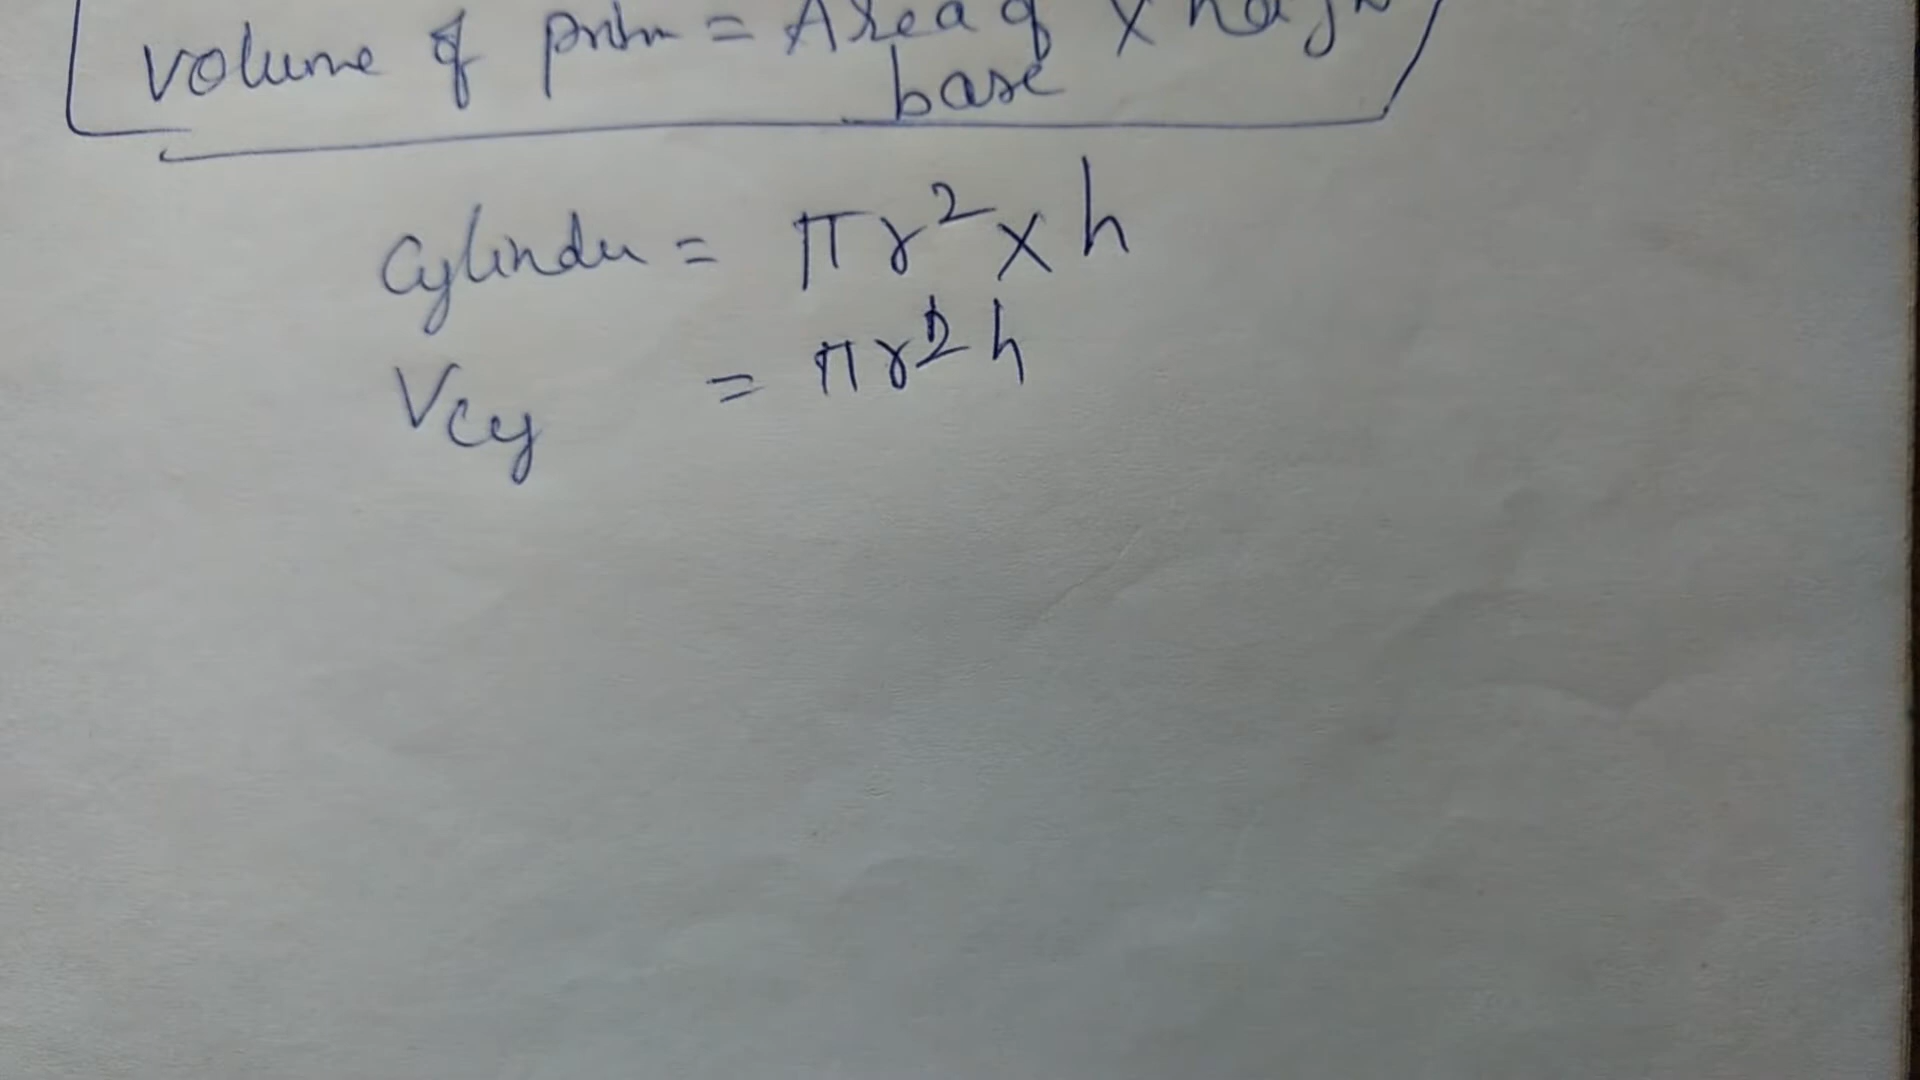 Volume of prism = Area of base × height
Cylinder = πr² × h
Vcy = πr²h